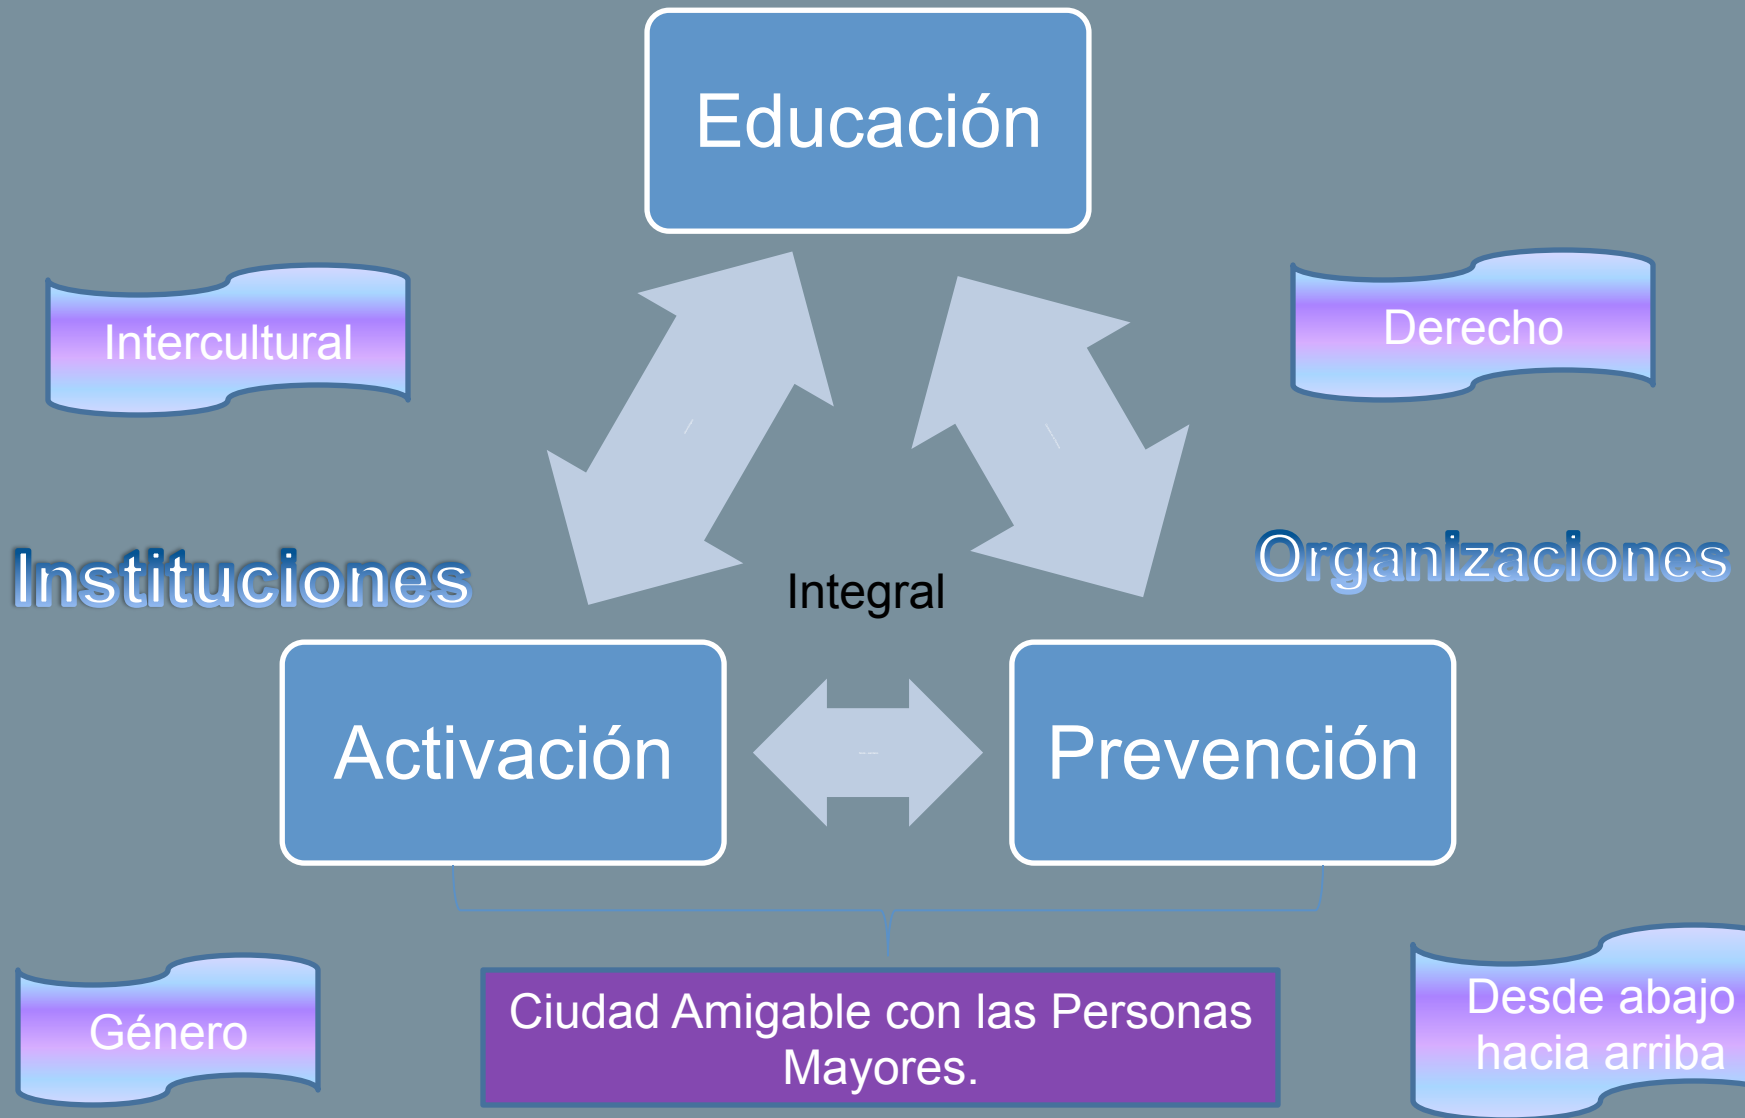 Educación
Intercultural
Derecho
Instituciones
Organizaciones
Integral
Activación
Prevención
Género
Ciudad Amigable con las Personas
Mayores.
Desde abajo
hacia arriba